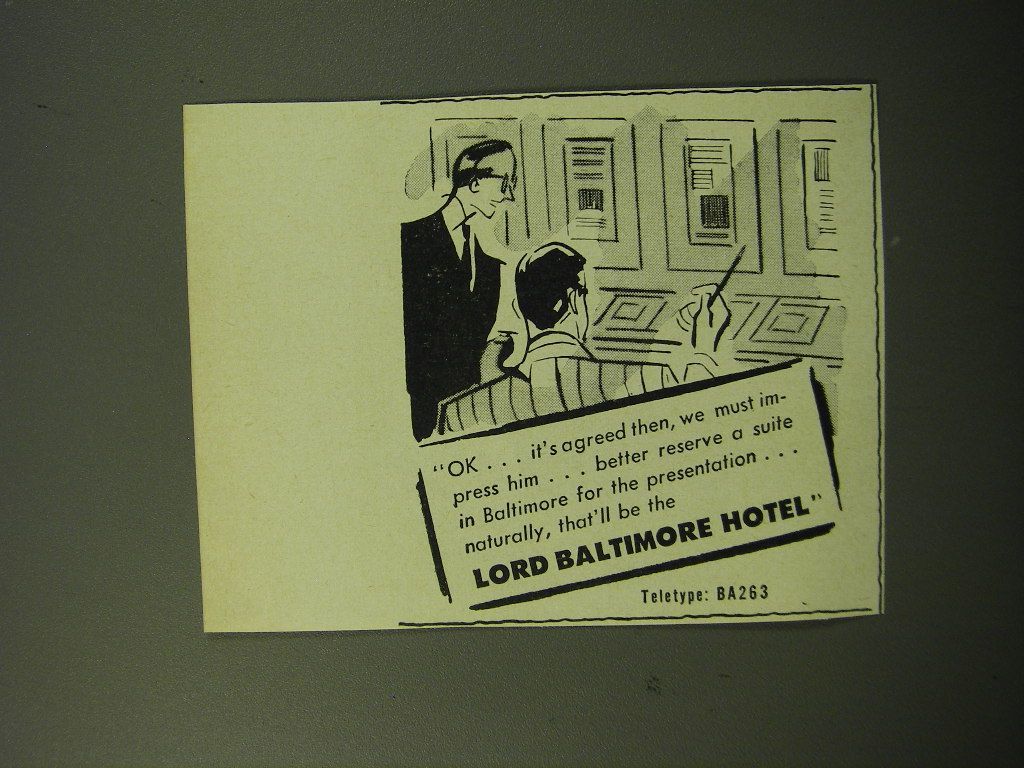 "OK . . . it's agreed then, we must im-
press him . . . better reserve a suite
in Baltimore for the presentation . . .
naturally, that'll be the
LORD BALTIMORE HOTEL"
Teletype: BA263